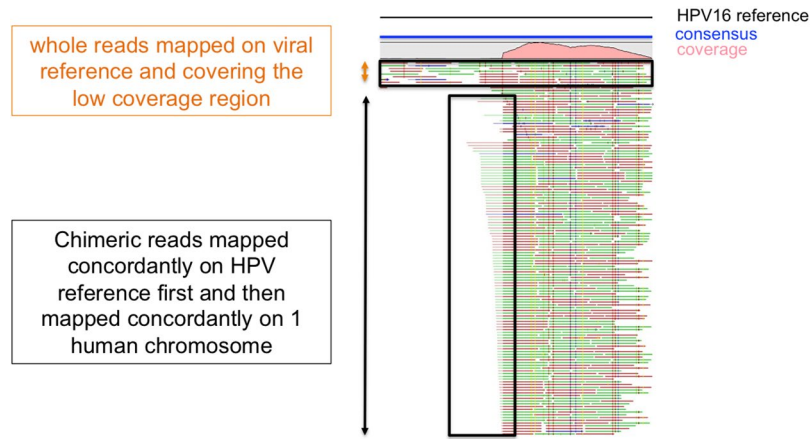 HPV16 reference
consensus
coverage
whole reads mapped on viral
reference and covering the
low coverage region
Chimeric reads mapped
concordantly on HPV
reference first and then
mapped concordantly on 1
human chromosome